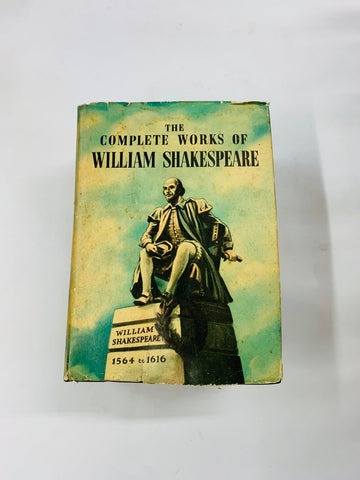 THE
COMPLETE WORKS OF
WILLIAM SHAKESPEARE
WILLIAM
SHAKESPEARE
1564 to 1616